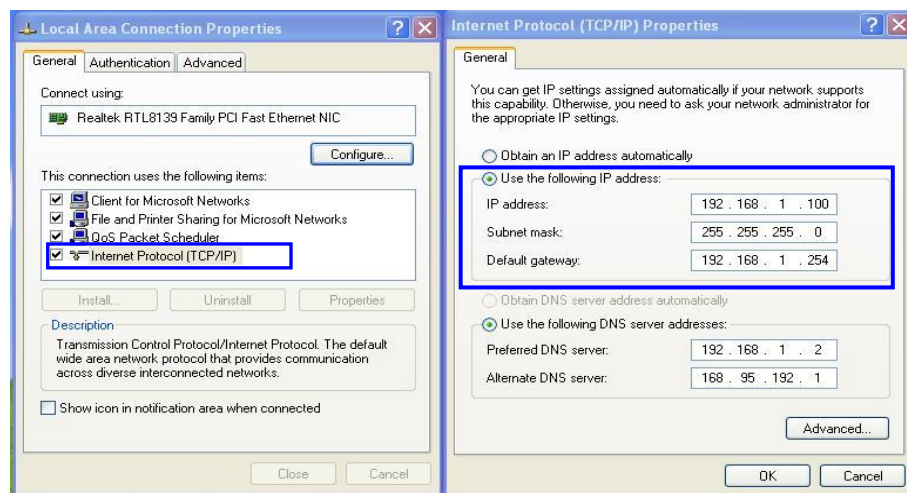 Local Area Connection Properties
General Authentication Advanced
Connect using:
Realtek RTL8139 Family PCI Fast Ethernet NIC
Configure...
This connection uses the following items:
Client for Microsoft Networks
File and Printer Sharing for Microsoft Networks
QoS Packet Scheduler
Internet Protocol (TCP/IP)
Install... Uninstall Properties
Description
Transmission Control Protocol/Internet Protocol. The default
wide area network protocol that provides communication
across diverse interconnected networks.
Show icon in notification area when connected
Close Cancel
Internet Protocol (TCP/IP) Properties
General
You can get IP settings assigned automatically if your network supports
this capability. Otherwise, you need to ask your network administrator for
the appropriate IP settings.
Obtain an IP address automatically
Use the following IP address:
IP address: 192 . 168 . 1 . 100
Subnet mask: 255 . 255 . 255 . 0
Default gateway: 192 . 168 . 1 . 254
Obtain DNS server address automatically
Use the following DNS server addresses:
Preferred DNS server: 192 . 168 . 1 . 2
Alternate DNS server: 168 . 95 . 192 . 1
Advanced...
OK Cancel